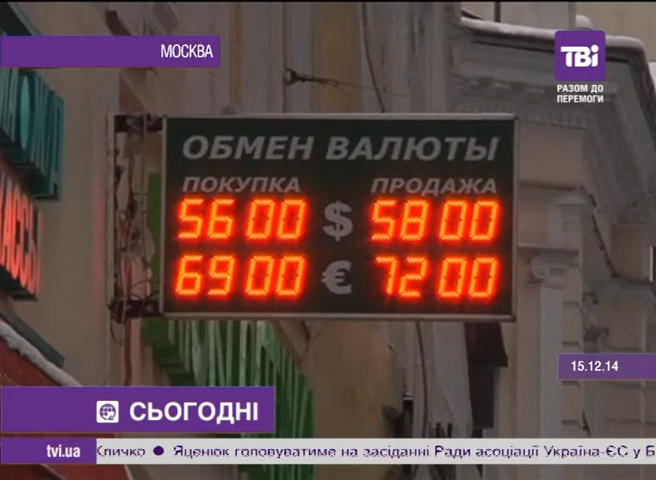 МОСКВА
ТВі
РАЗОМ ДО
ПЕРЕМОГИ
ОБМЕН ВАЛЮТЫ
ПОКУПКА ПРОДАЖА
56 00 $ 58 00
69 00 € 72 00
15.12.14
СЬОГОДНІ
tvi.ua Кличко ● Яценюк головуватиме на засіданні Ради асоціації Україна-ЄС у Б